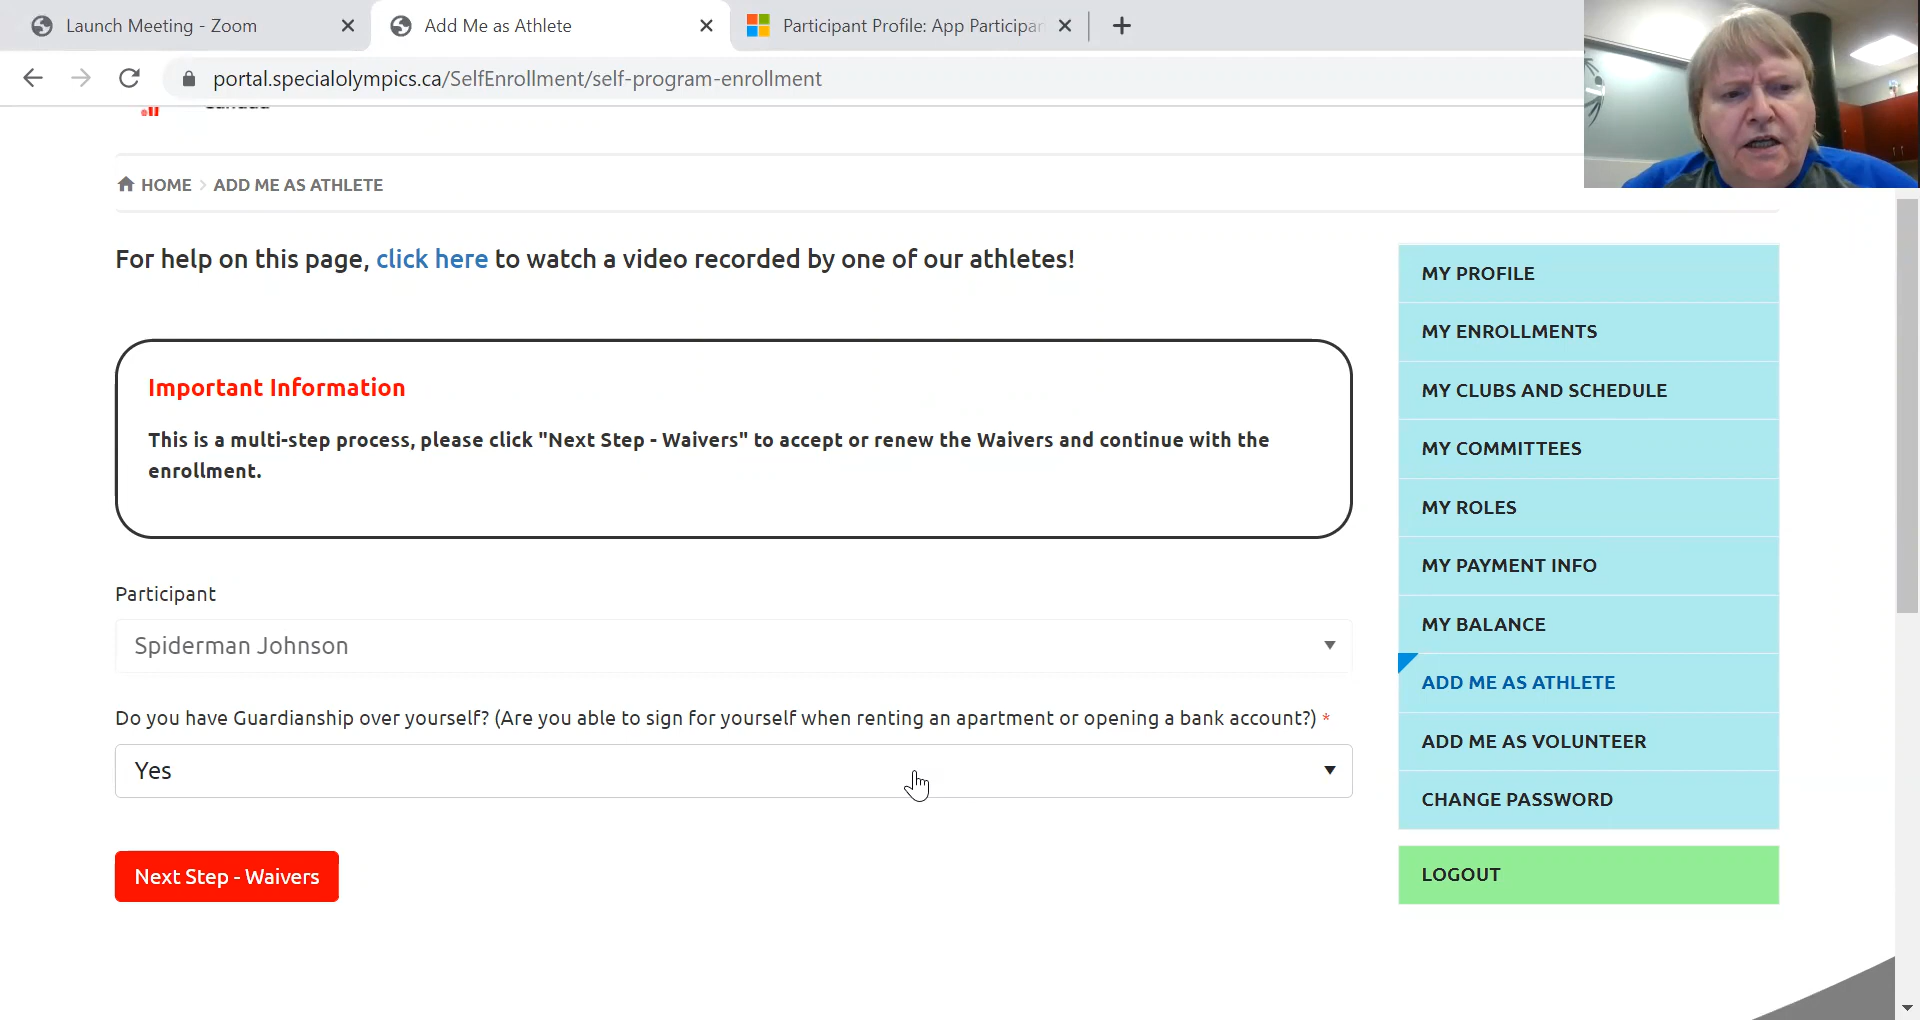 Launch Meeting - Zoom
Add Me as Athlete
Participant Profile: App Participan
portal.specialolympics.ca/SelfEnrollment/self-program-enrollment
HOME > ADD ME AS ATHLETE
For help on this page, click here to watch a video recorded by one of our athletes!
Important Information
This is a multi-step process, please click "Next Step - Waivers" to accept or renew the Waivers and continue with the
enrollment.
Participant
Spiderman Johnson
Do you have Guardianship over yourself? (Are you able to sign for yourself when renting an apartment or opening a bank account?) *
Yes
Next Step - Waivers
MY PROFILE
MY ENROLLMENTS
MY CLUBS AND SCHEDULE
MY COMMITTEES
MY ROLES
MY PAYMENT INFO
MY BALANCE
ADD ME AS ATHLETE
ADD ME AS VOLUNTEER
CHANGE PASSWORD
LOGOUT